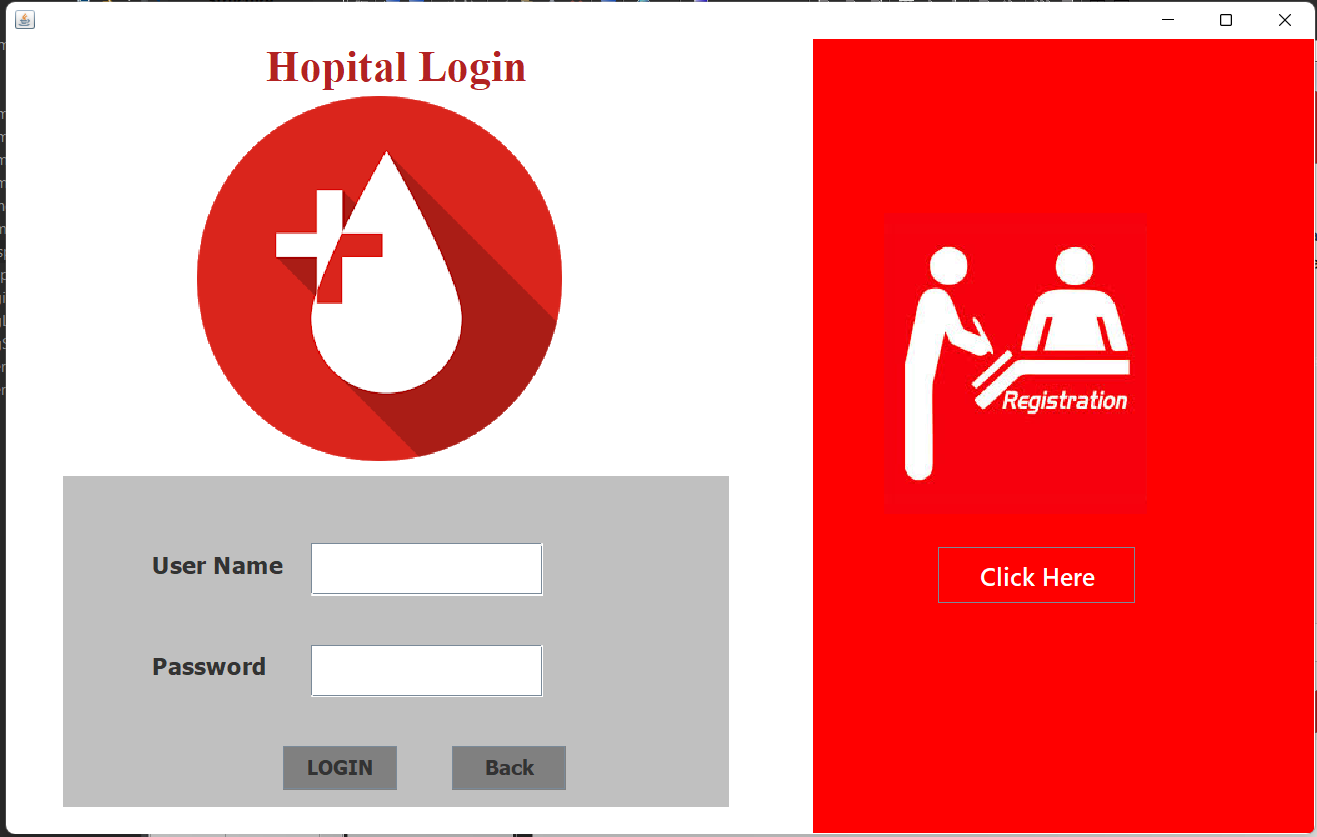 Hopital Login
User Name
Password
LOGIN
Back
Registration
Click Here